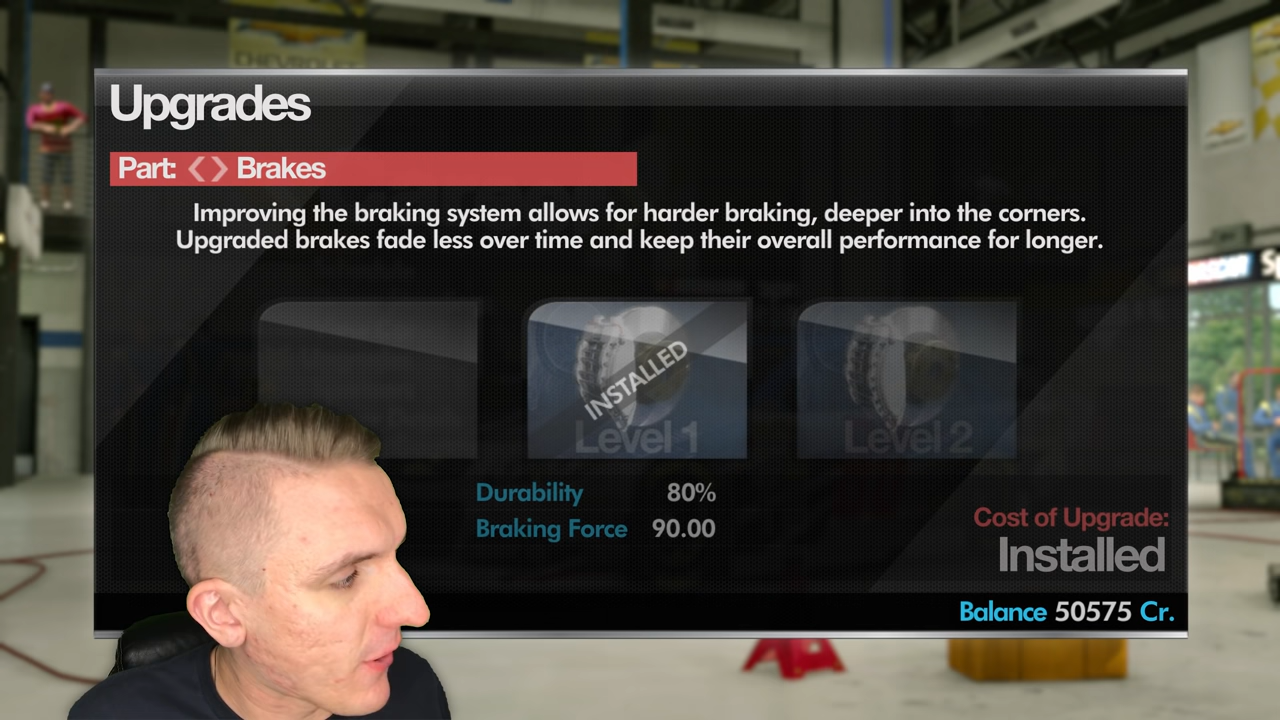 CHEVROLET
Upgrades
Part: < > Brakes
Improving the braking system allows for harder braking, deeper into the corners.
Upgraded brakes fade less over time and keep their overall performance for longer.
INSTALLED
Level 1
Level 2
Durability 80%
Braking Force 90.00
Cost of Upgrade:
Installed
Balance 50575 Cr.